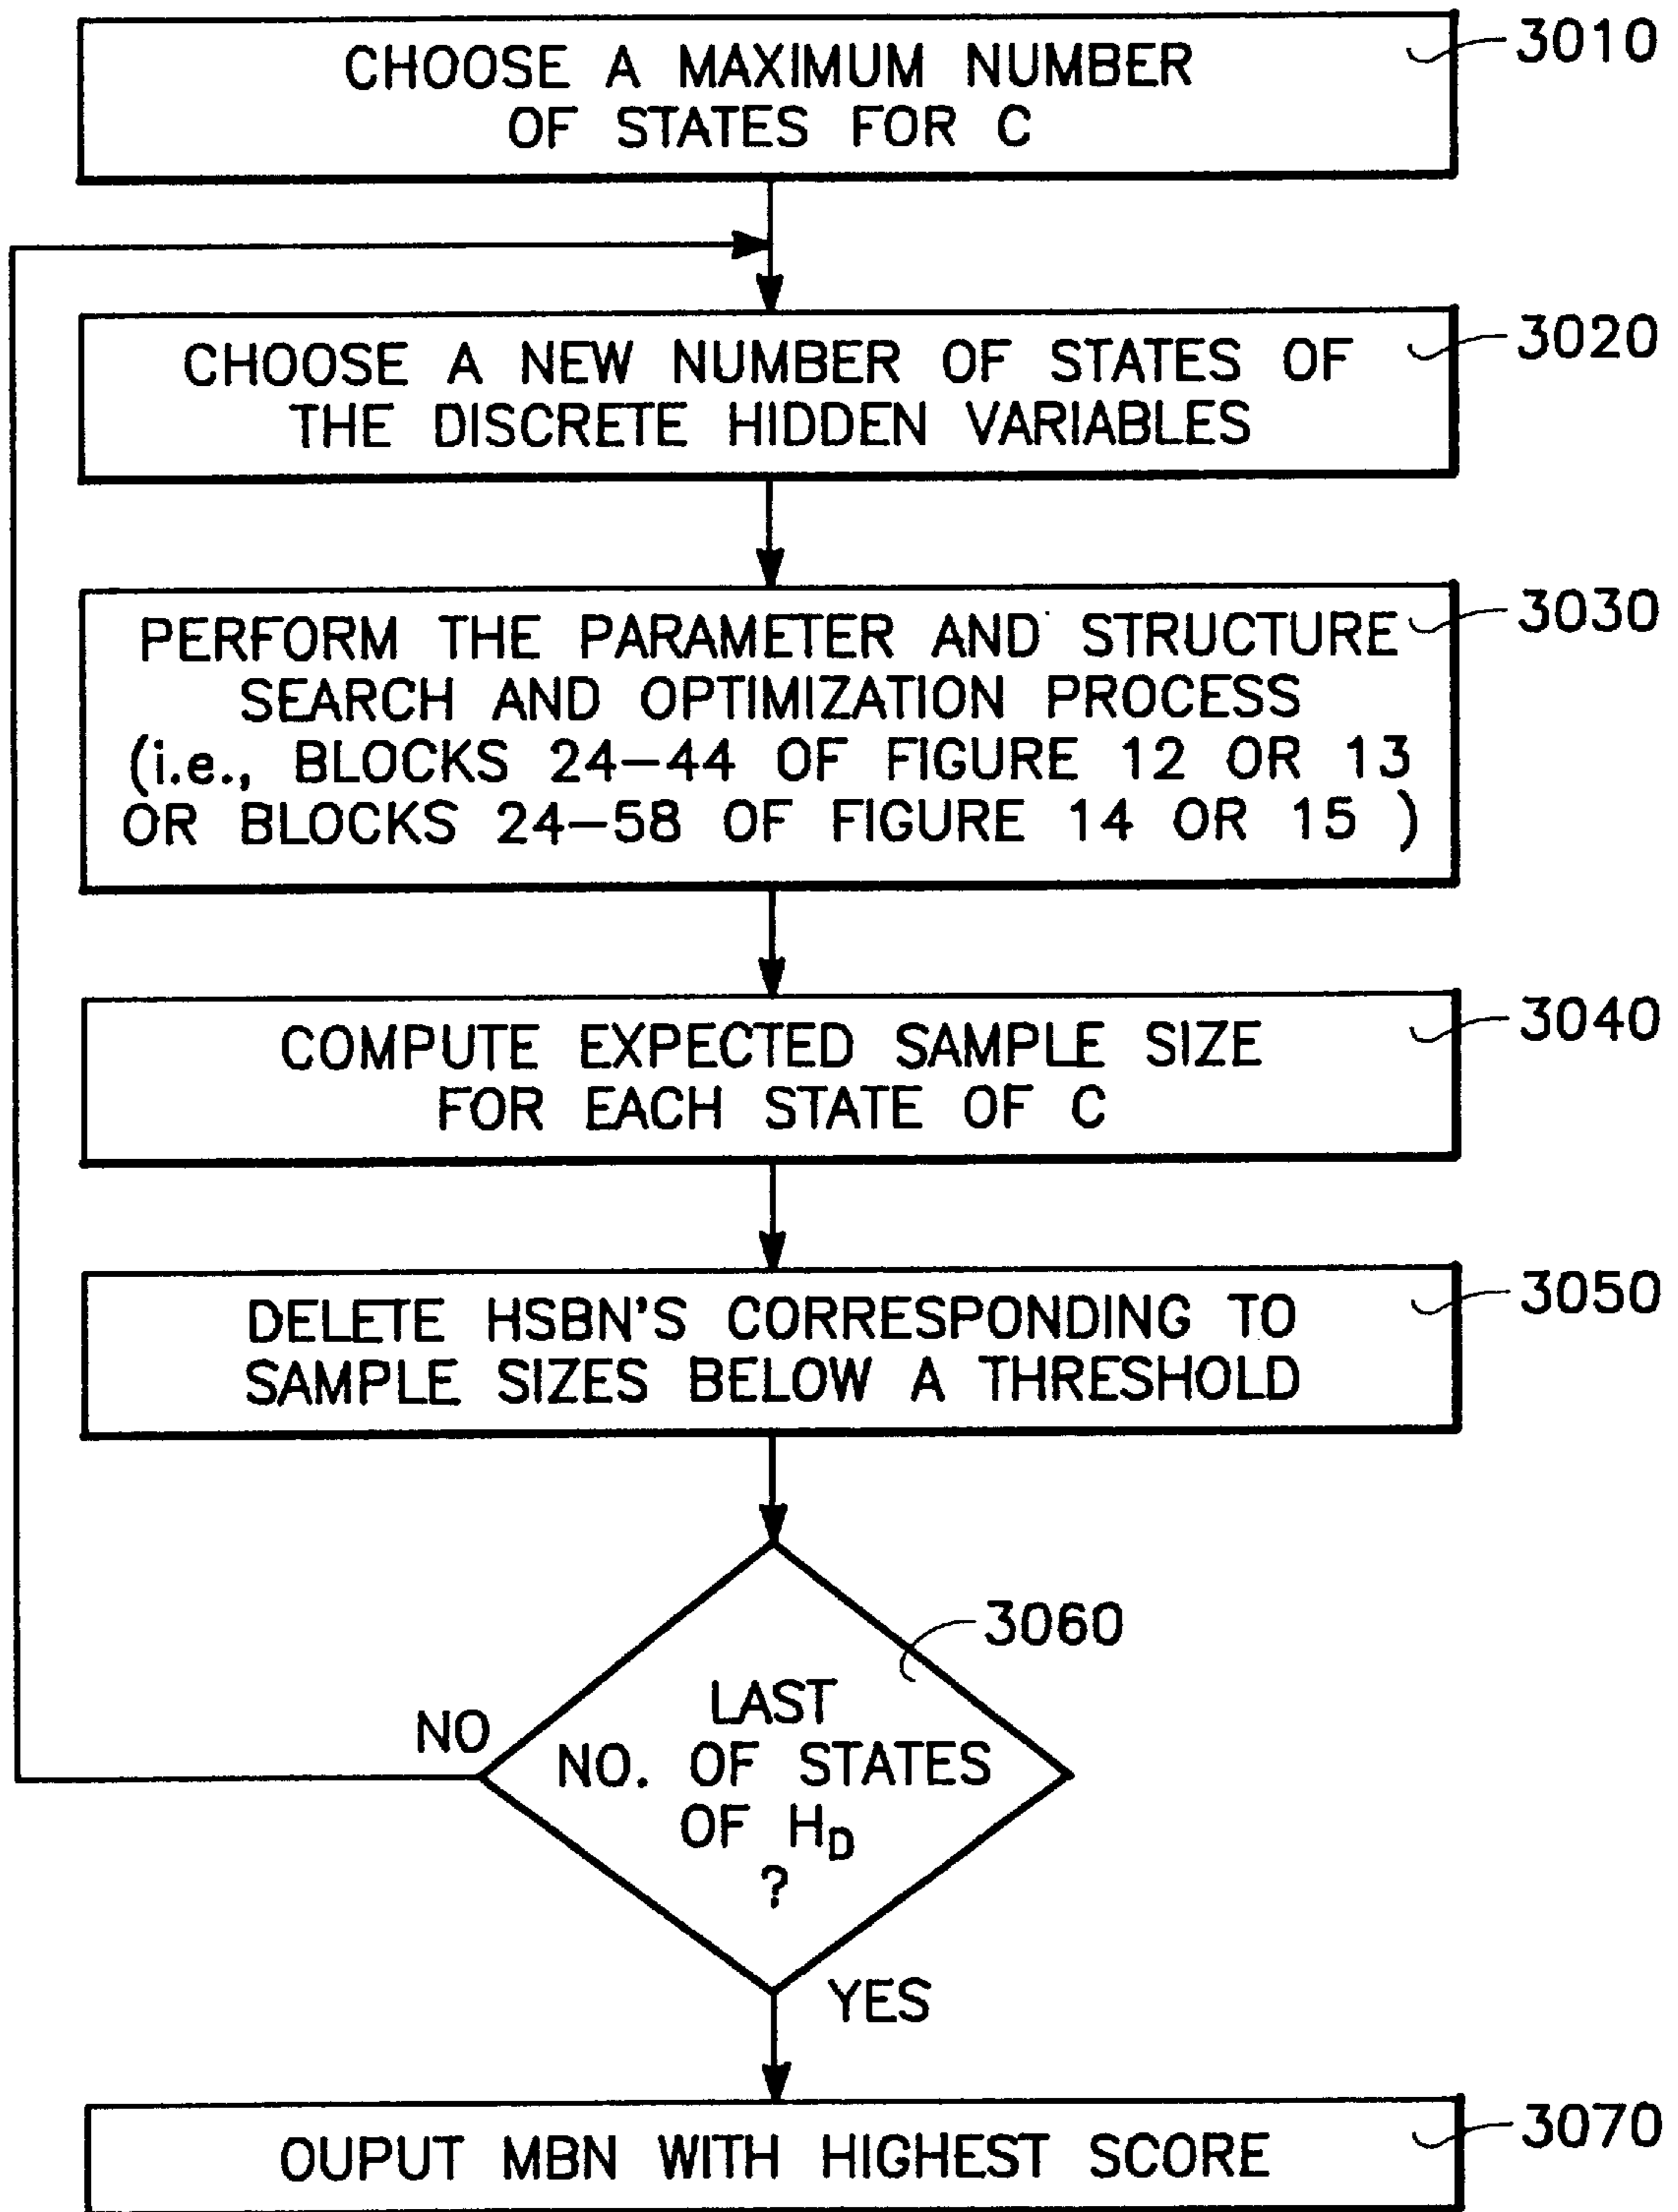 CHOOSE A MAXIMUM NUMBER
OF STATES FOR C
3010
CHOOSE A NEW NUMBER OF STATES OF
THE DISCRETE HIDDEN VARIABLES
3020
PERFORM THE PARAMETER AND STRUCTURE
SEARCH AND OPTIMIZATION PROCESS
(i.e., BLOCKS 24-44 OF FIGURE 12 OR 13
OR BLOCKS 24-58 OF FIGURE 14 OR 15 )
3030
COMPUTE EXPECTED SAMPLE SIZE
FOR EACH STATE OF C
3040
DELETE HSBN'S CORRESPONDING TO
SAMPLE SIZES BELOW A THRESHOLD
3050
3060
LAST
NO. OF STATES
OF HD
?
NO
YES
OUPUT MBN WITH HIGHEST SCORE
3070